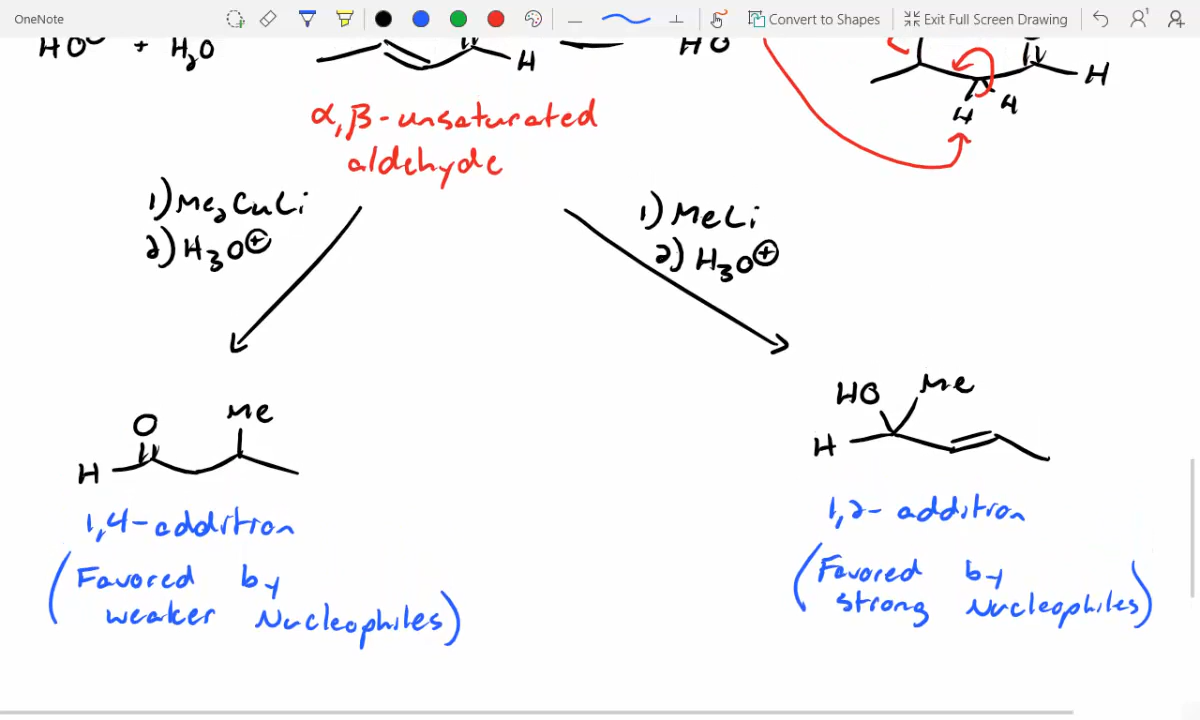 OneNote
Convert to Shapes
Exit Full Screen Drawing
HO⊖ + H₂O
H
HO
H
H H
α,β-unsaturated
aldehyde
1) Me₂CuLi
2) H₃O⊕
1) MeLi
2) H₃O⊕
O
Me
H
HO Me
H
1,4-addition
(Favored by
weaker Nucleophiles)
1,2-addition
(Favored by
strong Nucleophiles)